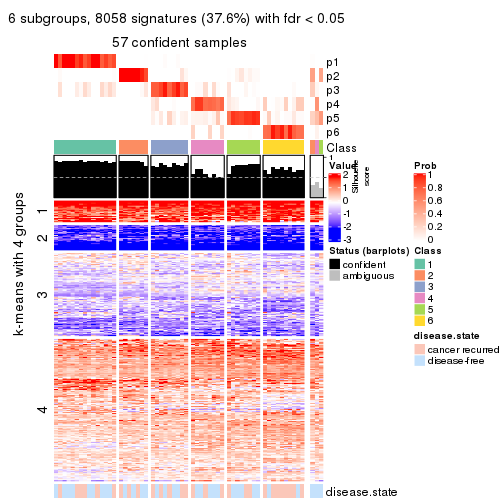 6 subgroups, 8058 signatures (37.6%) with fdr < 0.05
57 confident samples
p1
p2
p3
p4
p5
p6
Class
1
Silhouette
score
k-means with 4 groups
1
2
3
4
disease.state
Value
2
1
0
-1
-2
-3
Status (barplots)
confident
ambiguous
Prob
1
0.8
0.6
0.4
0.2
0
Class
1
2
3
4
5
6
disease.state
cancer recurred
disease-free